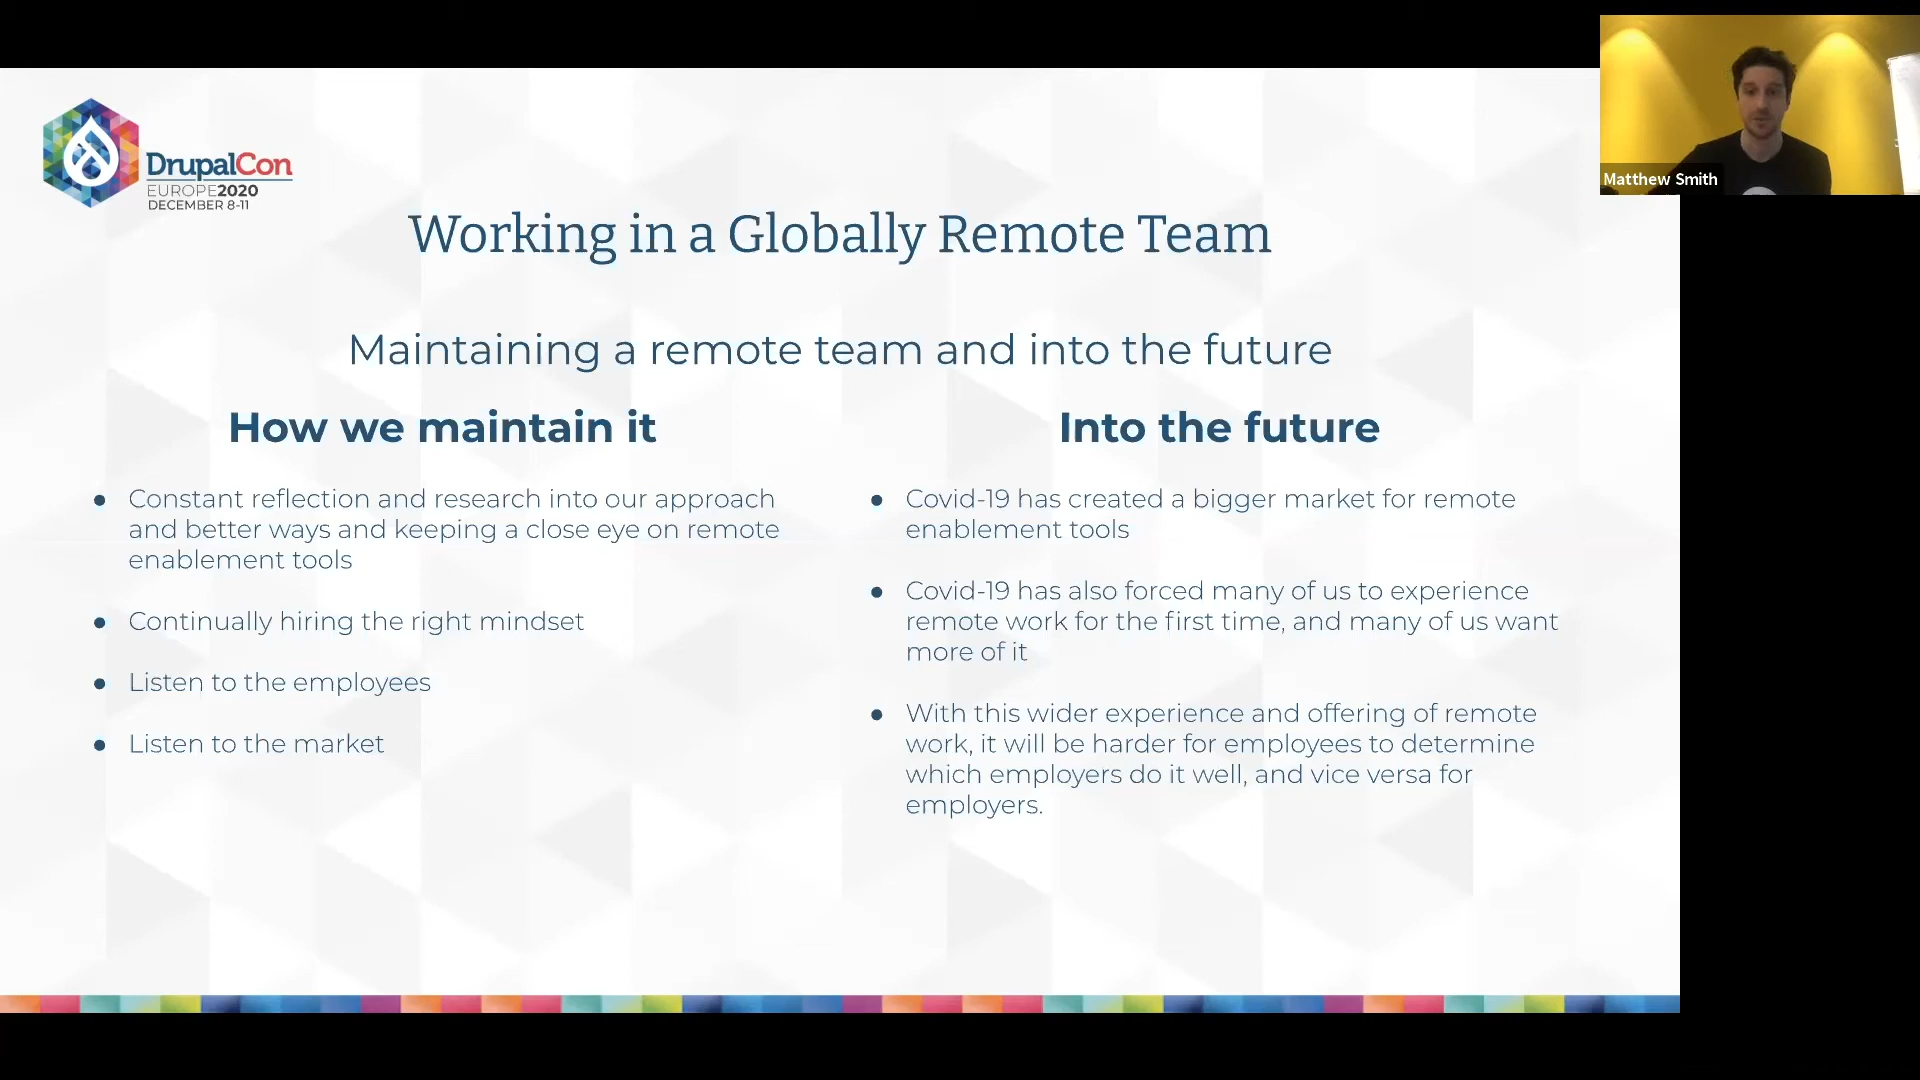 DrupalCon
EUROPE2020
DECEMBER 8-11
Matthew Smith
Working in a Globally Remote Team
Maintaining a remote team and into the future
How we maintain it
● Constant reflection and research into our approach
and better ways and keeping a close eye on remote
enablement tools
● Continually hiring the right mindset
● Listen to the employees
● Listen to the market
Into the future
● Covid-19 has created a bigger market for remote
enablement tools
● Covid-19 has also forced many of us to experience
remote work for the first time, and many of us want
more of it
● With this wider experience and offering of remote
work, it will be harder for employees to determine
which employers do it well, and vice versa for
employers.